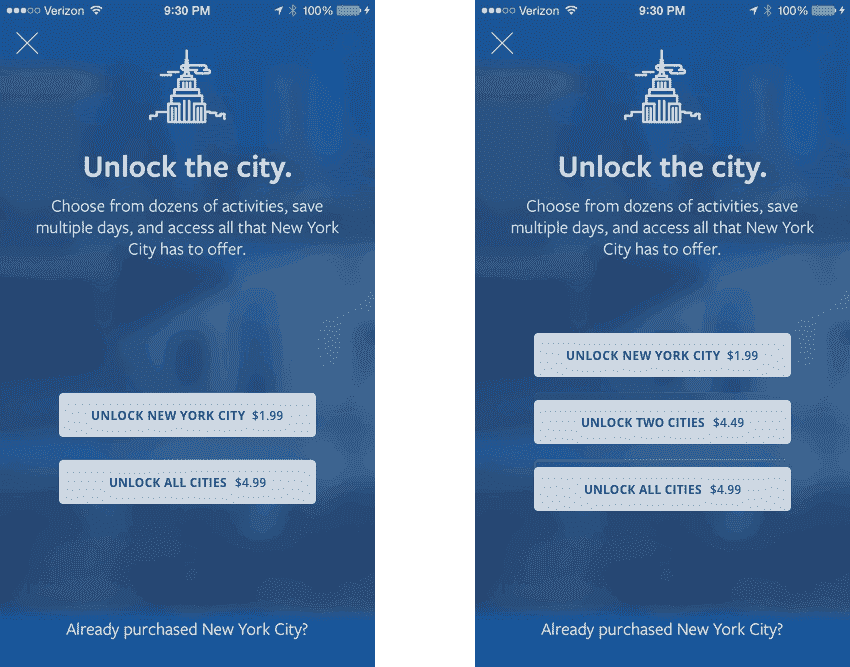 Verizon 9:30 PM 100%
Unlock the city.
Choose from dozens of activities, save
multiple days, and access all that New York
City has to offer.
UNLOCK NEW YORK CITY $1.99
UNLOCK ALL CITIES $4.99
Already purchased New York City?
Verizon 9:30 PM 100%
Unlock the city.
Choose from dozens of activities, save
multiple days, and access all that New York
City has to offer.
UNLOCK NEW YORK CITY $1.99
UNLOCK TWO CITIES $4.49
UNLOCK ALL CITIES $4.99
Already purchased New York City?